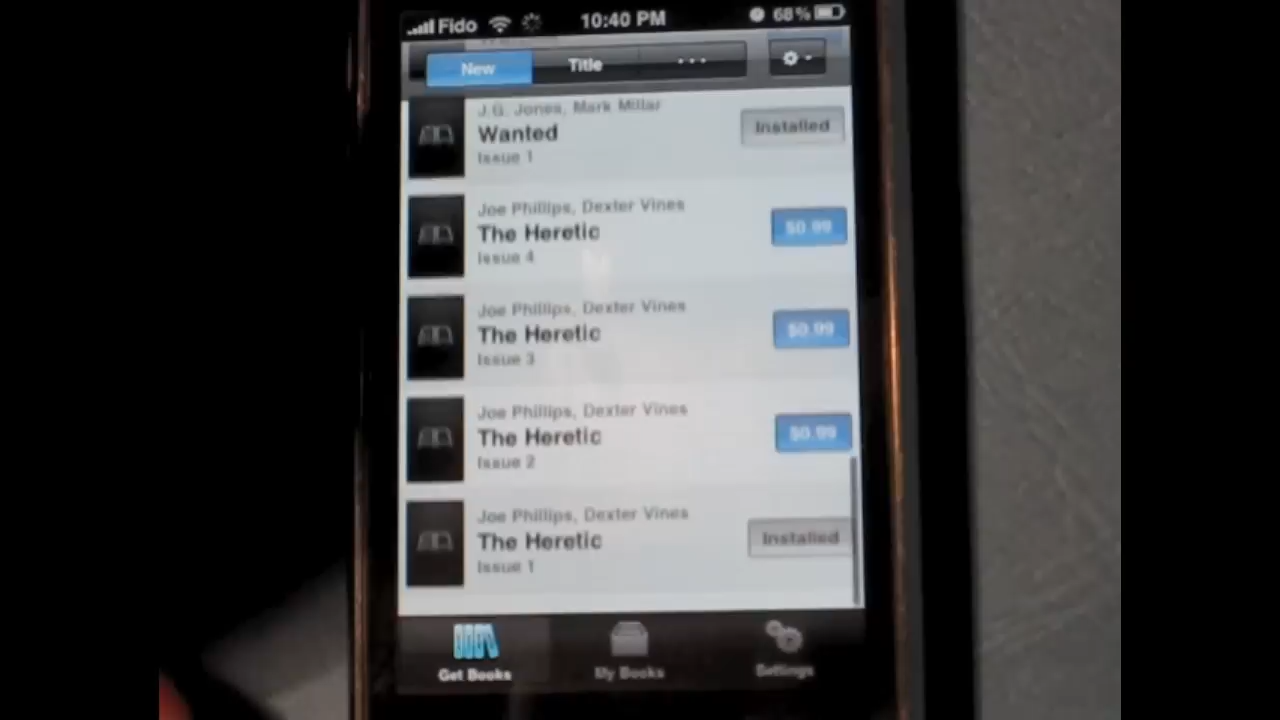 Fido 10:40 PM 68%
New Title ...
J.G. Jones, Mark Millar
Wanted
Issue 1
Installed
Joe Phillips, Dexter Vines
The Heretic
Issue 4
$0.99
Joe Phillips, Dexter Vines
The Heretic
Issue 3
$0.99
Joe Phillips, Dexter Vines
The Heretic
Issue 2
$0.99
Joe Phillips, Dexter Vines
The Heretic
Issue 1
Installed
Get Books My Books Settings